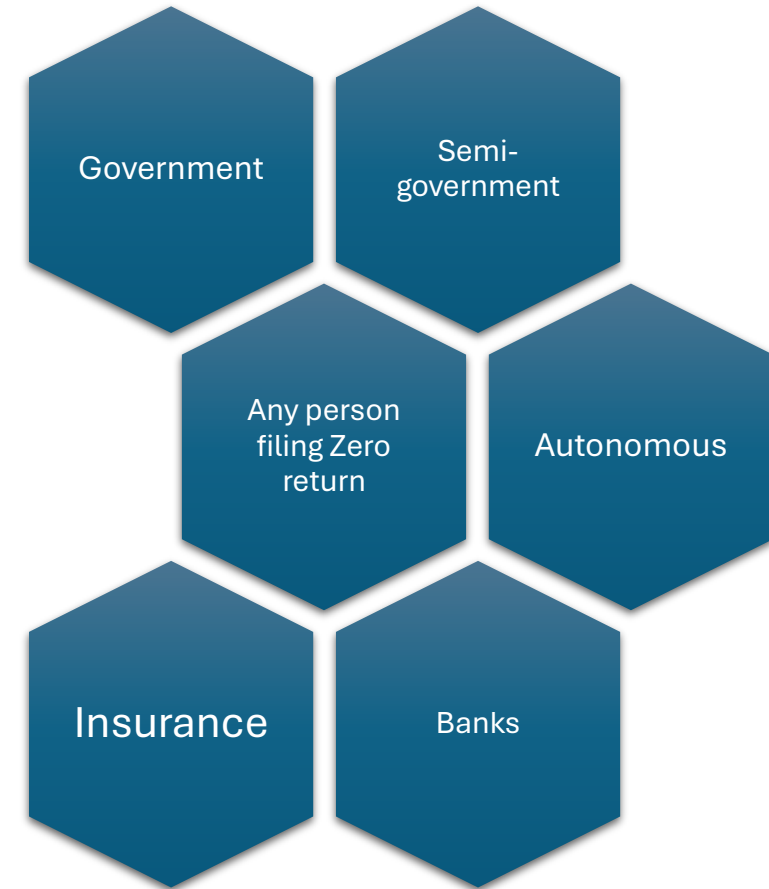 Government
Semi-
government
Any person
filing Zero
return
Autonomous
Insurance
Banks